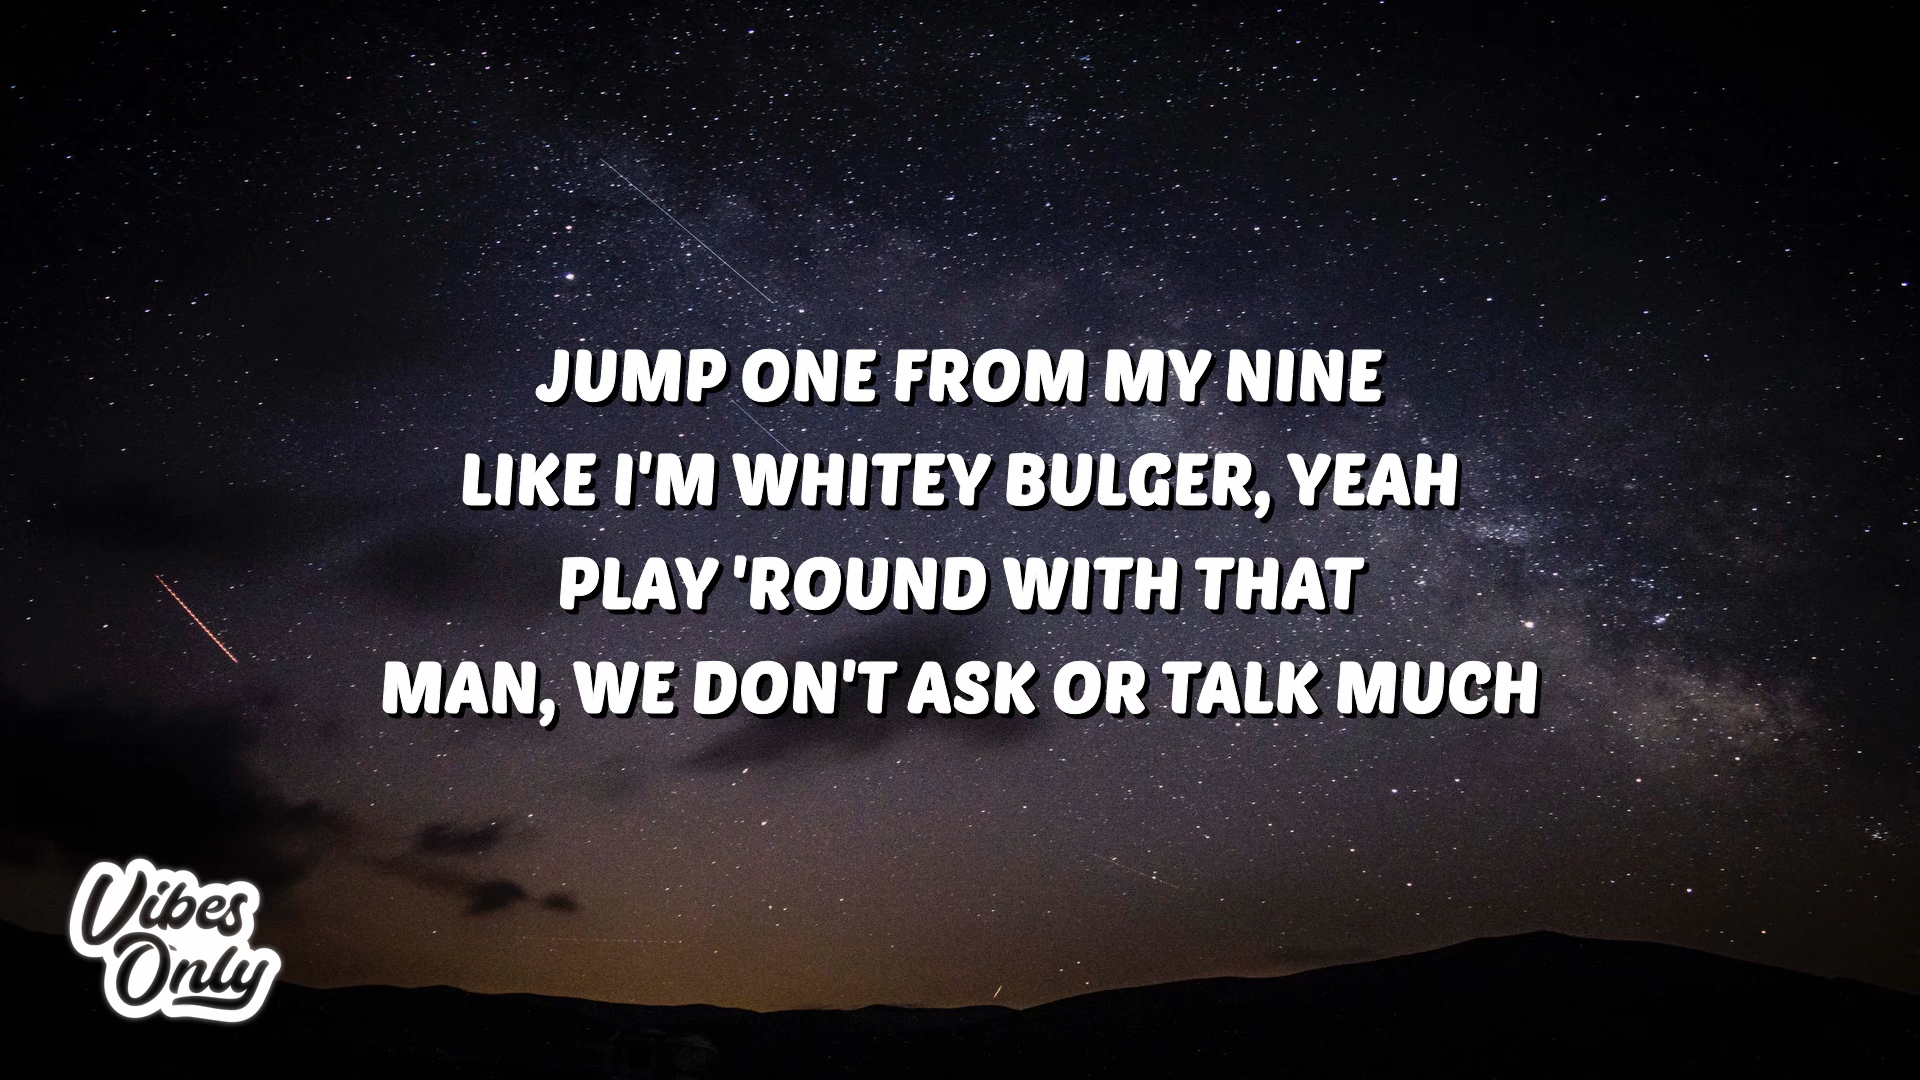 JUMP ONE FROM MY NINE
LIKE I'M WHITEY BULGER, YEAH
PLAY 'ROUND WITH THAT
MAN, WE DON'T ASK OR TALK MUCH
Vibes
Only